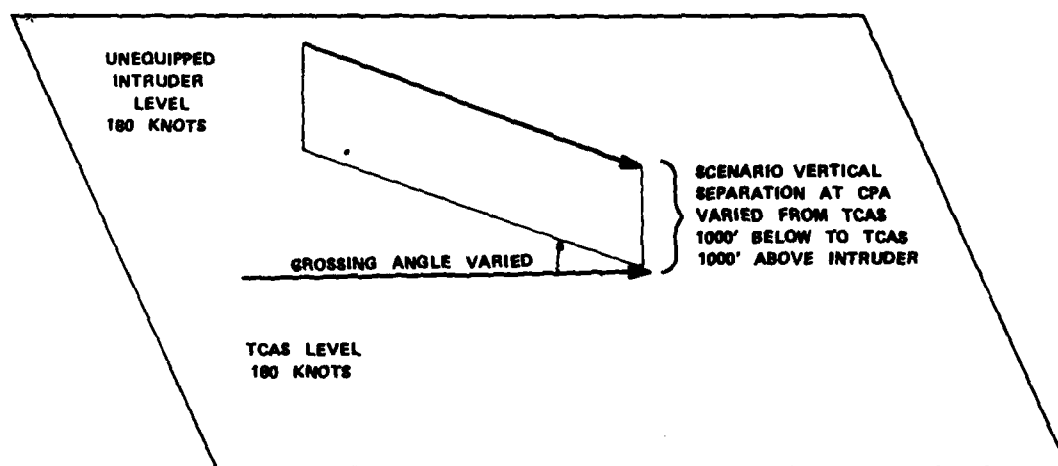 UNEQUIPPED
INTRUDER
LEVEL
180 KNOTS
SCENARIO VERTICAL
SEPARATION AT CPA
VARIED FROM TCAS
1000' BELOW TO TCAS
1000' ABOVE INTRUDER
CROSSING ANGLE VARIED
TCAS LEVEL
180 KNOTS